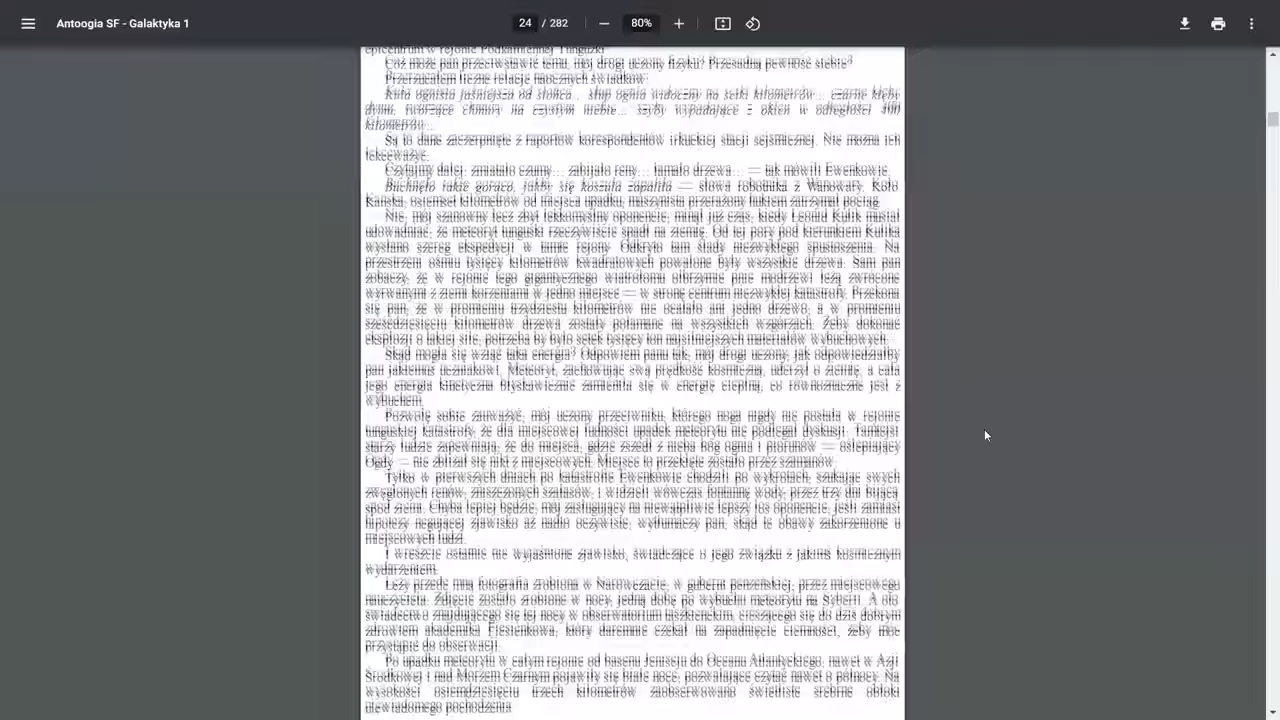 Antoogia SF - Galaktyka 1
24 / 282
80%
epicentrum w rejonie Podkamiennej Tunguzki
Cóż może pan przeciwstawić temu, mój drogi uczony fizyku? Przesadną pewność siebie?
Przerzucałem liczne relacje naocznych świadków:
Kula ognista jaśniejsza od słońca... słup ognia widoczny na setki kilometrów... czarne kłęby
dymu, tworzące chmury na czystym niebie... szyby wypadające z okien w odległości 400
kilometrów...
Są to dane zaczerpnięte z raportów korespondentów irkuckiej stacji sejsmicznej. Nie można ich
lekceważyć.
Czytajmy dalej: zmiatało czumy... zabijało reny... łamało drzewa... — tak mówili Ewenkowie.
Buchnęło takie gorąco, jakby się koszula zapaliła — słowa robotnika z Wanowary. Koło
Kańska, osiemset kilometrów od miejsca upadku, maszynista przerażony hukiem zatrzymał pociąg.
Nie, mój szanowny lecz zbyt lekkomyślny oponencie, minął już czas, kiedy Leonid Kulik musiał
udowadniać, że meteoryt tunguski rzeczywiście spadł na ziemię. Od tej pory pod kierunkiem Kulika
wysłano szereg ekspedycji w tamte rejony. Odkryto tam ślady niezwykłego spustoszenia. Na
przestrzeni ośmiu tysięcy kilometrów kwadratowych powalone były wszystkie drzewa. Sam pan
zobaczy, że w rejonie tego gigantycznego wiatrołomu olbrzymie pnie modrzewi leżą zwrócone
wyrwanymi z ziemi korzeniami w jedno miejsce — w stronę centrum niezwykłej katastrofy. Przekona
się pan, że w promieniu trzydziestu kilometrów nie ocalało ani jedno drzewo, a w promieniu
sześćdziesięciu kilometrów drzewa zostały połamane na wszystkich wzgórzach. Żeby dokonać
eksplozji o takiej sile, potrzeba by było setek tysięcy ton najsilniejszych materiałów wybuchowych.
Skąd mogła się wziąć taka energia? Odpowiem panu tak, mój drogi uczony, jak odpowiedziałby
pan jakiemuś uczniakowi. Meteoryt, zachowując swą prędkość kosmiczną, uderzył o ziemię, a cała
jego energia kinetyczna błyskawicznie zamieniła się w energię cieplną, co równoznaczne jest z
wybuchem.
Pozwolę sobie zauważyć, mój uczony przeciwniku, którego noga nigdy nie postała w rejonie
tunguskiej katastrofy, że dla miejscowej ludności upadek meteorytu nie podlegał dyskusji. Tamtejsi
starzy ludzie zapewniają, że do miejsca, gdzie zszedł z nieba bóg ognia i piorunów — oślepiający
Ogdy — nie zbliżał się nikt z miejscowych. Miejsce to przeklęte zostało przez szamanów.
Tylko w pierwszych dniach po katastrofie Ewenkowie chodzili po wykrotach, szukając swych
zwęglonych renów, zniszczonych szałasów, i widzieli wówczas fontannę wody, przez trzy dni bijącą
spod ziemi. Chyba lepiej będzie, mój zasługujący na niewątpliwie lepszy los oponencie, jeśli zamiast
hipotezy negującej zjawisko aż nadto oczywiste, wytłumaczy pan, skąd te obawy zakorzenione u
miejscowych ludzi.
I wreszcie ostatnie nie wyjaśnione zjawisko, świadczące o jego związku z jakimś kosmicznym
wydarzeniem.
Leży przede mną fotografia zrobiona w Narowczacie, w guberni penzeńskiej, przez miejscowego
nauczyciela. Zdjęcie zostało zrobione w nocy, jedną dobę po wybuchu meteorytu na Syberii. A oto
świadectwo znajdującego się tej nocy w obserwatorium taszkienckim, cieszącego się do dziś dobrym
zdrowiem akademika Fiesienkowa, który daremnie czekał na zapadnięcie ciemności, żeby móc
przystąpić do obserwacji.
Po upadku meteorytu w całym rejonie od basenu Jeniseju do Oceanu Atlantyckiego, nawet w Azji
Środkowej i nad Morzem Czarnym pojawiły się białe noce, pozwalające czytać nawet o północy. Na
wysokości osiemdziesięciu trzech kilometrów zaobserwowano świetliste srebrne obłoki
niewiadomego pochodzenia